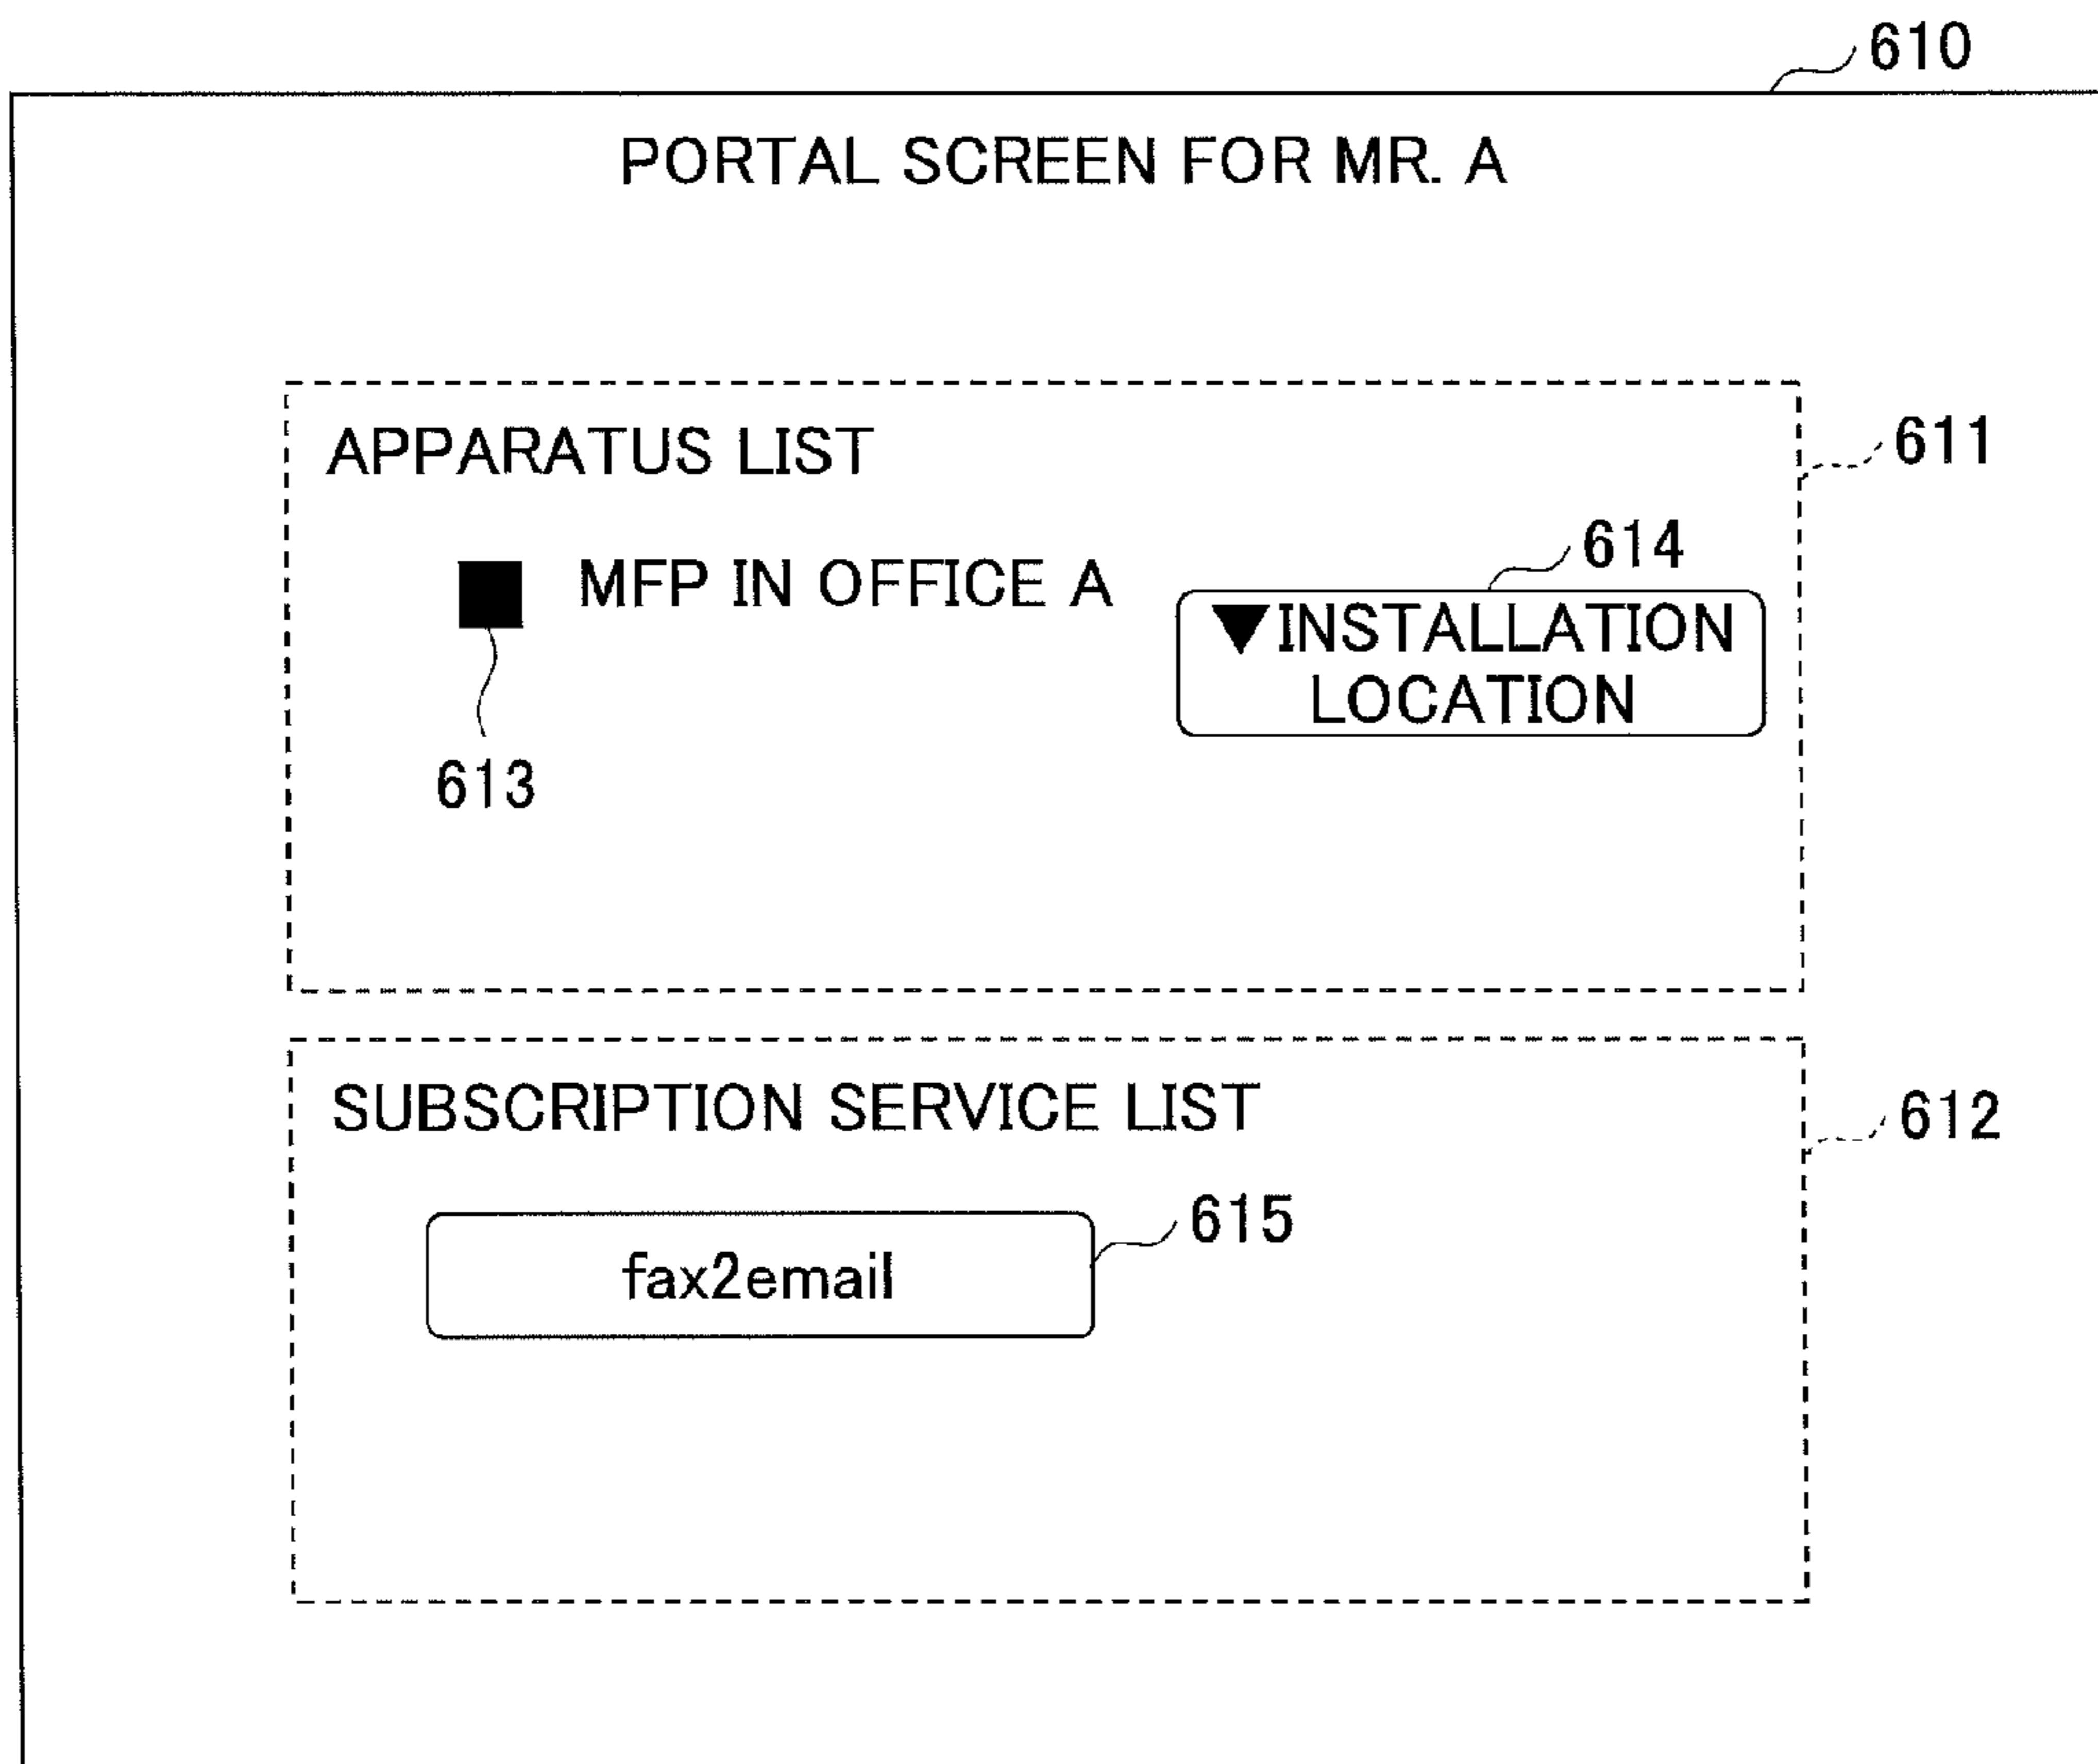 610
PORTAL SCREEN FOR MR. A
APPARATUS LIST
611
614
MFP IN OFFICE A
▼INSTALLATION
LOCATION
613
SUBSCRIPTION SERVICE LIST
612
615
fax2email